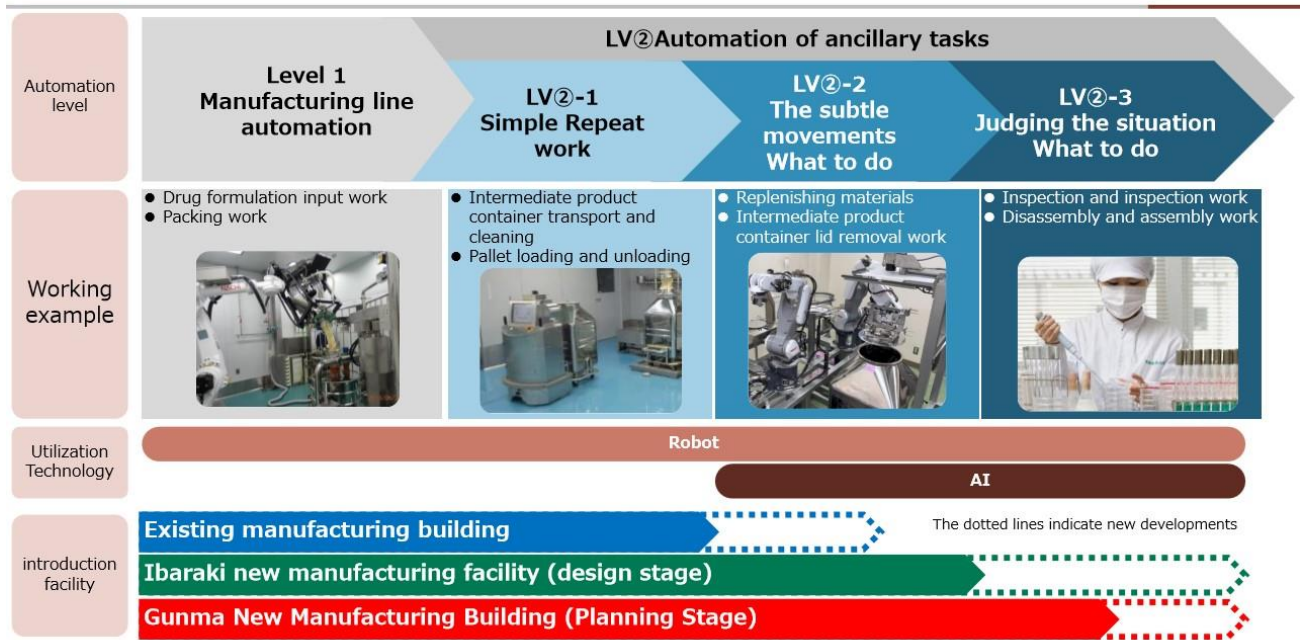 Automation
level
LV②Automation of ancillary tasks
Level 1
Manufacturing line
automation
LV②-1
Simple Repeat
work
LV②-2
The subtle
movements
What to do
LV②-3
Judging the situation
What to do
Working
example
● Drug formulation input work
● Packing work
● Intermediate product
container transport and
cleaning
● Pallet loading and unloading
● Replenishing materials
● Intermediate product
container lid removal work
● Inspection and inspection work
● Disassembly and assembly work
Utilization
Technology
Robot
AI
introduction
facility
Existing manufacturing building
The dotted lines indicate new developments
Ibaraki new manufacturing facility (design stage)
Gunma New Manufacturing Building (Planning Stage)